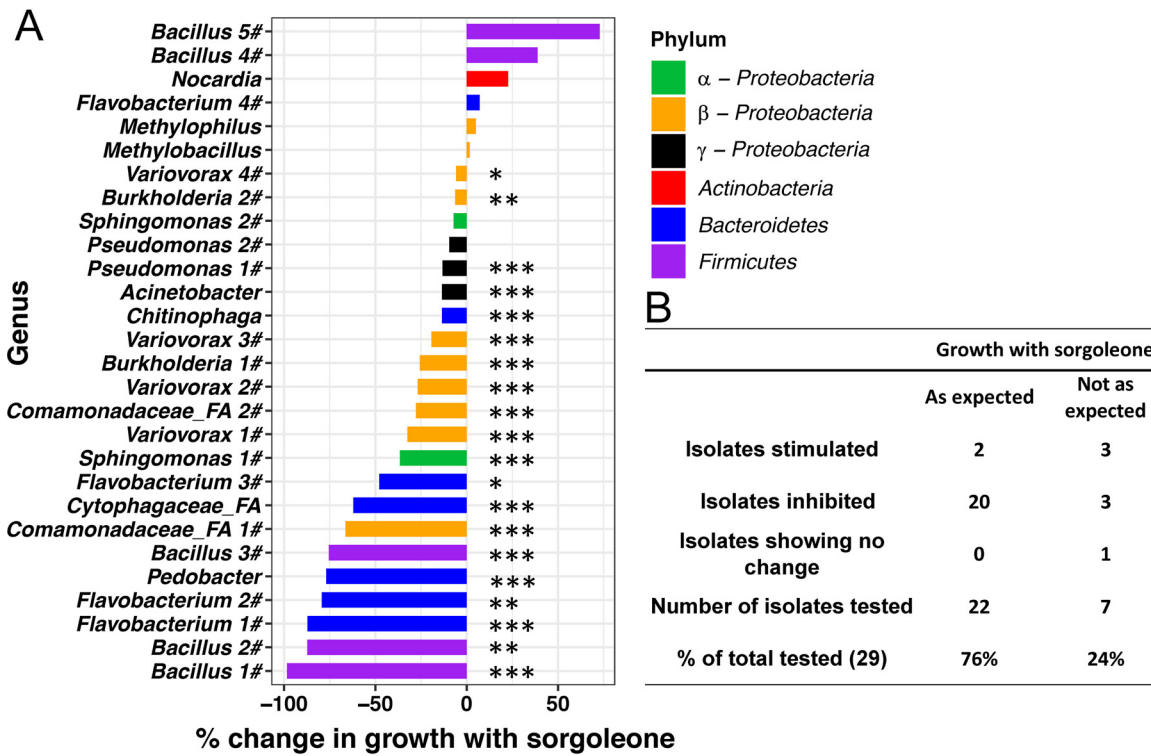 A
Genus
Bacillus 5#
Bacillus 4#
Nocardia
Flavobacterium 4#
Methylophilus
Methylobacillus
Variovorax 4# *
Burkholderia 2# **
Sphingomonas 2#
Pseudomonas 2#
Pseudomonas 1# ***
Acinetobacter ***
Chitinophaga ***
Variovorax 3# ***
Burkholderia 1# ***
Variovorax 2# ***
Comamonadaceae_FA 2# ***
Variovorax 1# ***
Sphingomonas 1# ***
Flavobacterium 3# *
Cytophagaceae_FA ***
Comamonadaceae_FA 1# ***
Bacillus 3# ***
Pedobacter ***
Flavobacterium 2# **
Flavobacterium 1# ***
Bacillus 2# **
Bacillus 1# ***
−100 −50 0 50
% change in growth with sorgoleone
Phylum
α − Proteobacteria
β − Proteobacteria
γ − Proteobacteria
Actinobacteria
Bacteroidetes
Firmicutes
B
Growth with sorgoleone
As expected Not as
expected
Isolates stimulated 2 3
Isolates inhibited 20 3
Isolates showing no
change 0 1
Number of isolates tested 22 7
% of total tested (29) 76% 24%